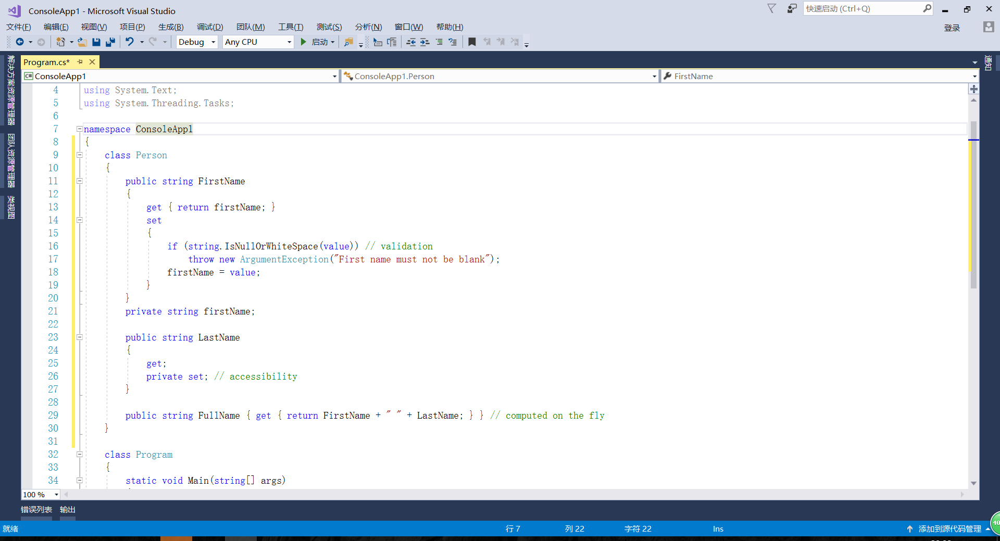 ConsoleApp1 - Microsoft Visual Studio
快速启动 (Ctrl+Q)
文件(F) 编辑(E) 视图(V) 项目(P) 生成(B) 调试(D) 团队(M) 工具(T) 测试(S) 分析(N) 窗口(W) 帮助(H)
登录
Debug Any CPU 启动
解决方案资源管理器
团队资源管理器
类视图
通知
Program.cs*
C# ConsoleApp1 ConsoleApp1.Person FirstName
4 using System.Text;
5 using System.Threading.Tasks;
6
7 namespace ConsoleApp1
8 {
9 class Person
10 {
11 public string FirstName
12 {
13 get { return firstName; }
14 set
15 {
16 if (string.IsNullOrWhiteSpace(value)) // validation
17 throw new ArgumentException("First name must not be blank");
18 firstName = value;
19 }
20 }
21 private string firstName;
22
23 public string LastName
24 {
25 get;
26 private set; // accessibility
27 }
28
29 public string FullName { get { return FirstName + " " + LastName; } } // computed on the fly
30 }
31
32 class Program
33 {
34 static void Main(string[] args)
100 %
错误列表 输出
就绪 行 7 列 22 字符 22 Ins 添加到源代码管理